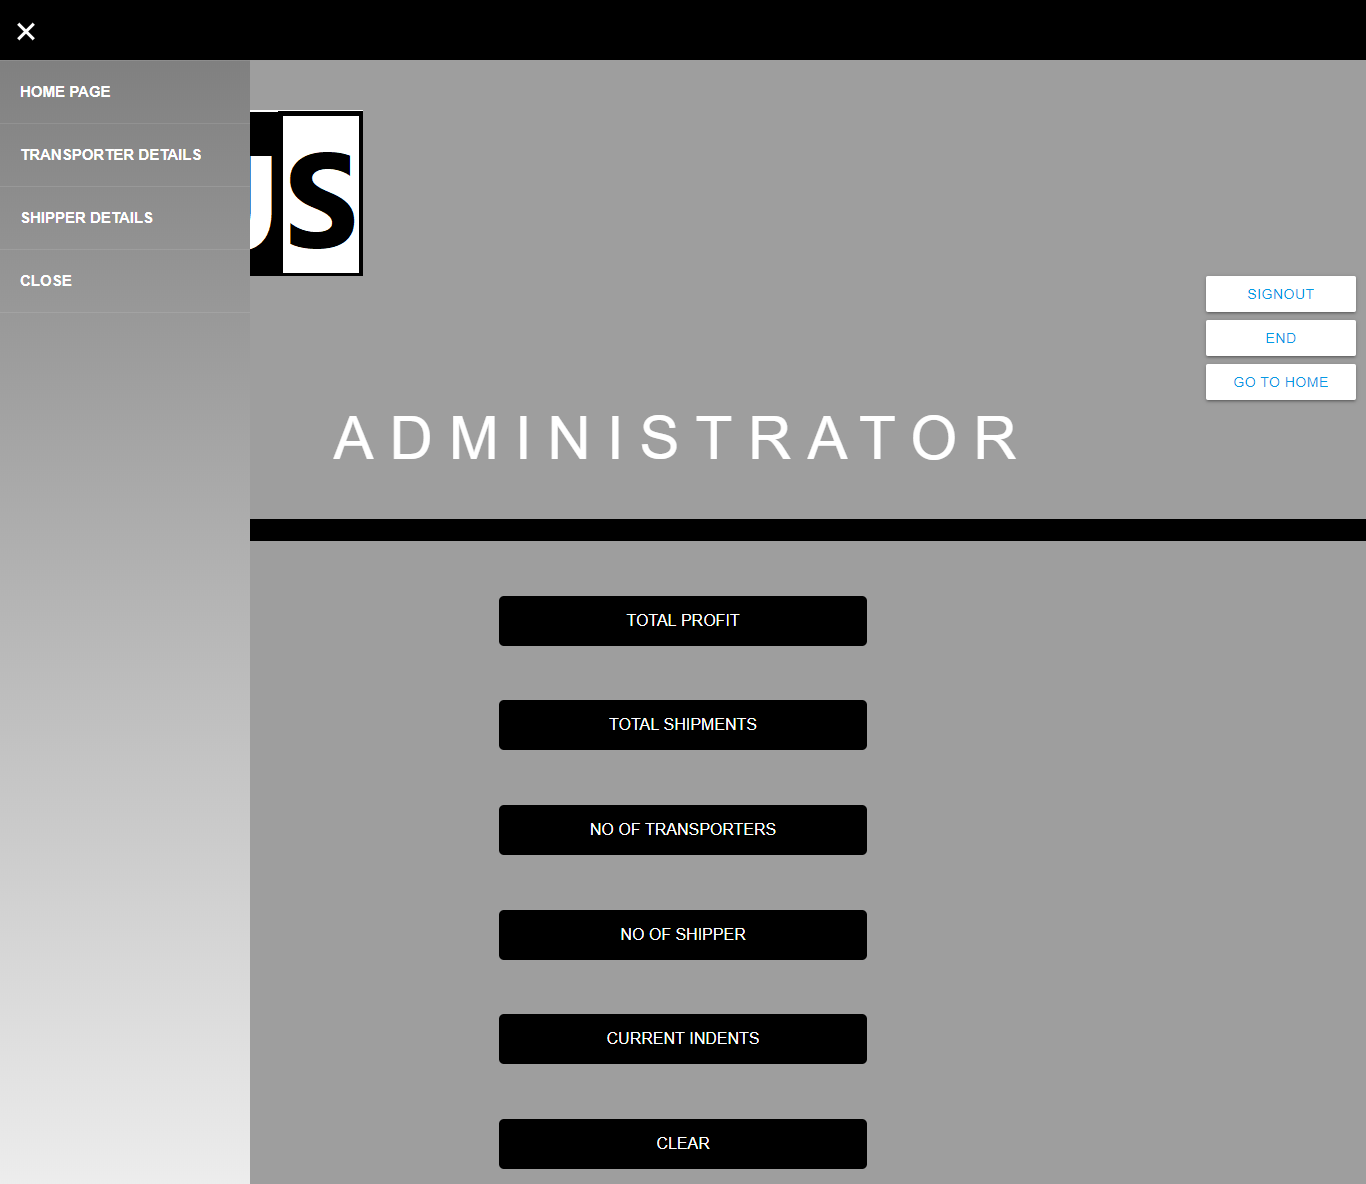 HOME PAGE
TRANSPORTER DETAILS
SHIPPER DETAILS
CLOSE
US
SIGNOUT
END
GO TO HOME
ADMINISTRATOR
TOTAL PROFIT
TOTAL SHIPMENTS
NO OF TRANSPORTERS
NO OF SHIPPER
CURRENT INDENTS
CLEAR